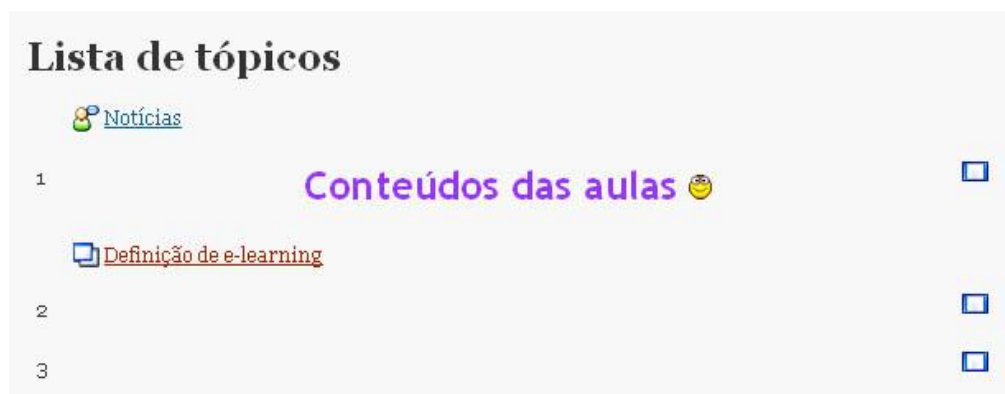 Lista de tópicos
Notícias
1
Conteúdos das aulas
Definição de e-learning
2
3